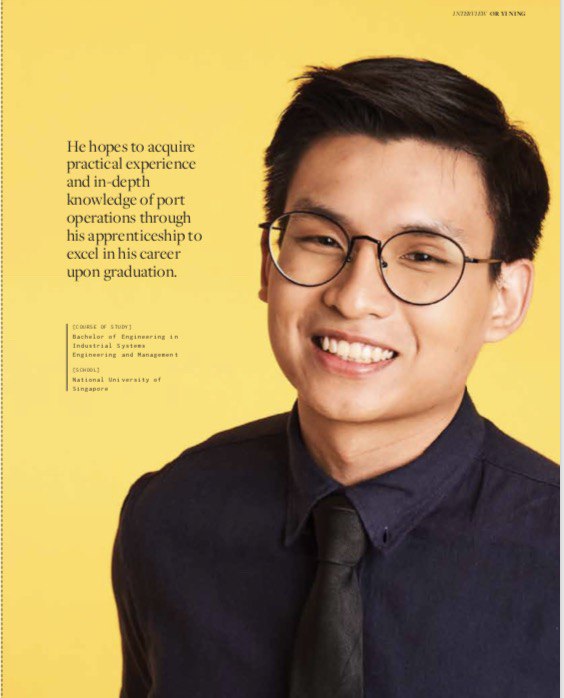 INTERVIEW OR YI NING
He hopes to acquire
practical experience
and in-depth
knowledge of port
operations through
his apprenticeship to
excel in his career
upon graduation.
[COURSE OF STUDY]
Bachelor of Engineering in
Industrial Systems
Engineering and Management
[SCHOOL]
National University of
Singapore